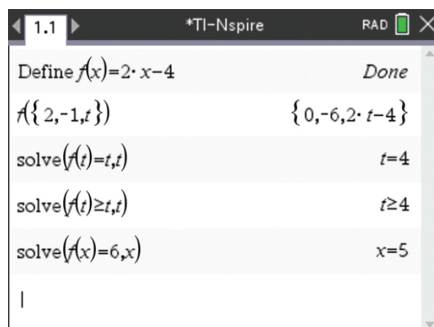 1.1 *TI-Nspire RAD
Define f(x)=2·x−4 Done
f({2,−1,t}) {0,−6,2·t−4}
solve(f(t)=t,t) t=4
solve(f(t)≥t,t) t≥4
solve(f(x)=6,x) x=5